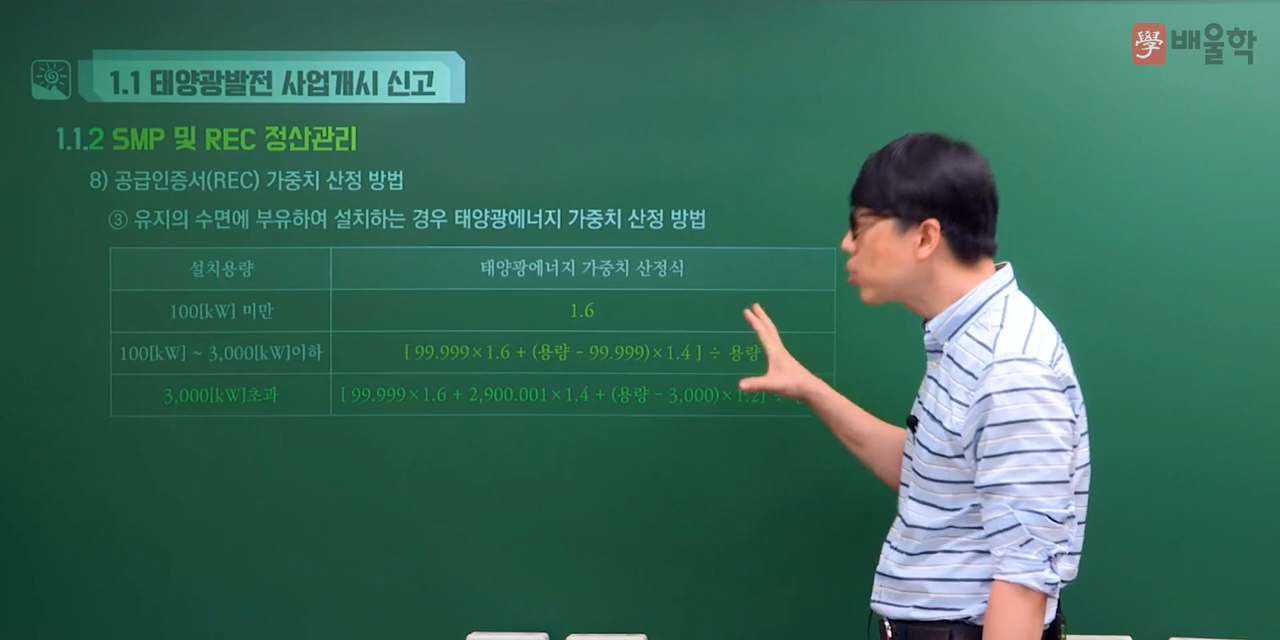 學 배울학
1.1 태양광발전 사업개시 신고
1.1.2 SMP 및 REC 정산관리
8) 공급인증서(REC) 가중치 산정 방법
③ 유지의 수면에 부유하여 설치하는 경우 태양광에너지 가중치 산정 방법
설치용량 태양광에너지 가중치 산정식
100[kW] 미만 1.6
100[kW] ~ 3,000[kW]이하 [ 99.999×1.6 + (용량 - 99.999)×1.4 ] ÷ 용량
3,000[kW]초과 [ 99.999×1.6 + 2,900.001×1.4 + (용량 - 3,000)×1.2] ÷